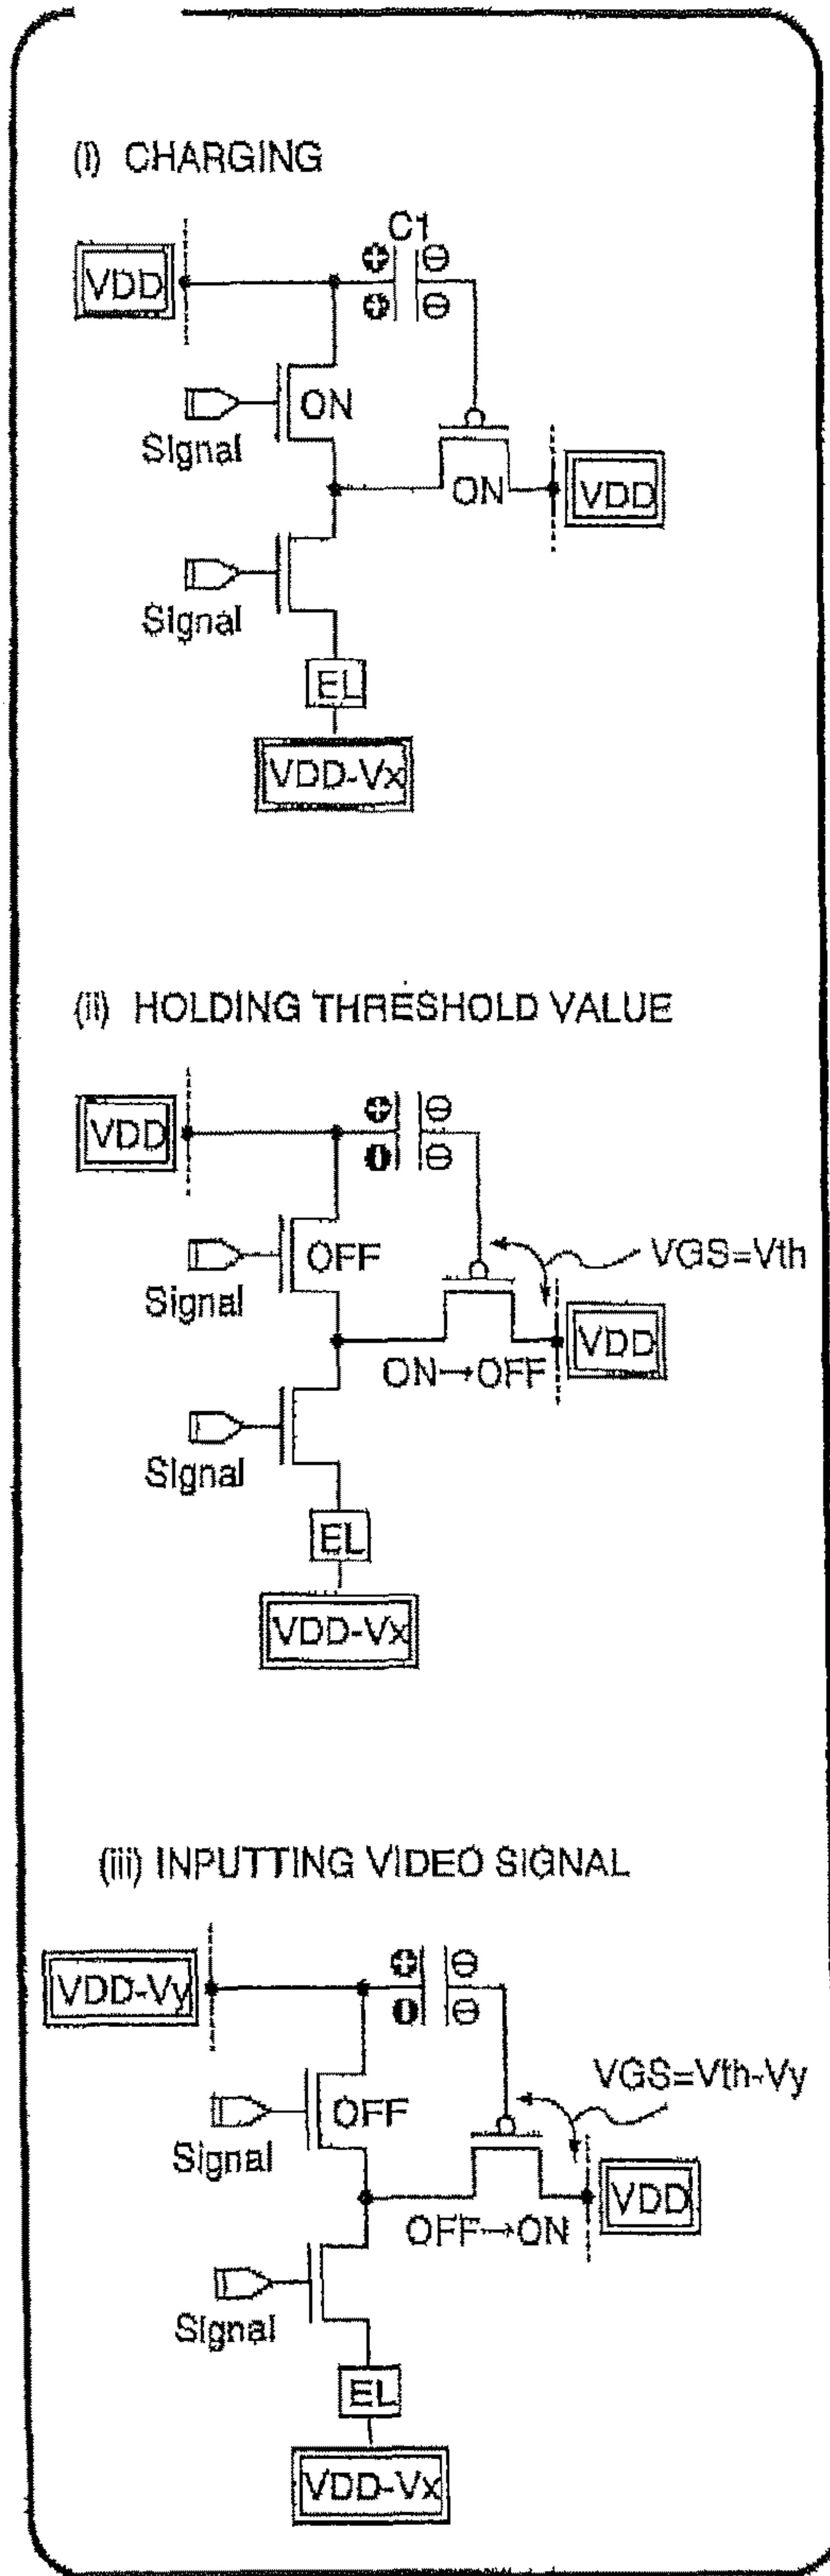 (i) CHARGING
C1
VDD
ON
Signal
ON
VDD
Signal
EL
VDD-Vx
(ii) HOLDING THRESHOLD VALUE
VDD
OFF
VGS=Vth
Signal
VDD
ON→OFF
Signal
EL
VDD-Vx
(iii) INPUTTING VIDEO SIGNAL
VDD-Vy
VGS=Vth-Vy
OFF
Signal
VDD
OFF→ON
Signal
EL
VDD-Vx